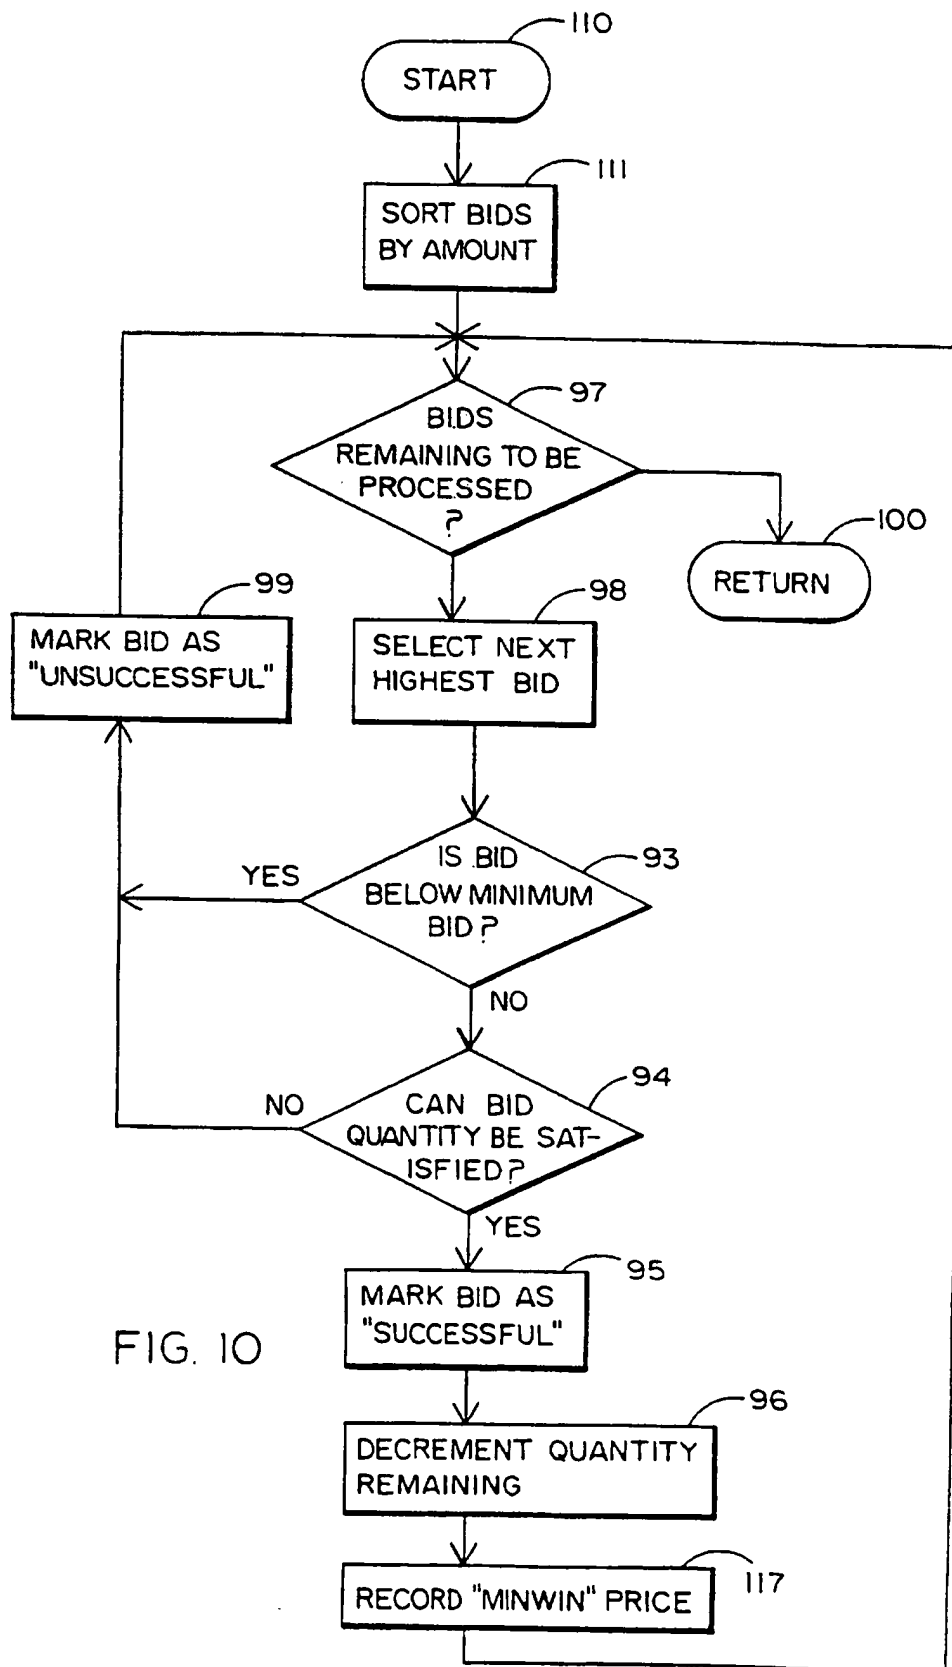 110
START
111
SORT BIDS
BY AMOUNT
97
BIDS
REMAINING TO BE
PROCESSED
?
100
RETURN
99
MARK BID AS
"UNSUCCESSFUL"
98
SELECT NEXT
HIGHEST BID
93
IS BID
BELOW MINIMUM
BID?
YES
NO
94
CAN BID
QUANTITY BE SAT-
ISFIED?
NO
YES
95
MARK BID AS
"SUCCESSFUL"
FIG. 10
96
DECREMENT QUANTITY
REMAINING
117
RECORD "MINWIN" PRICE